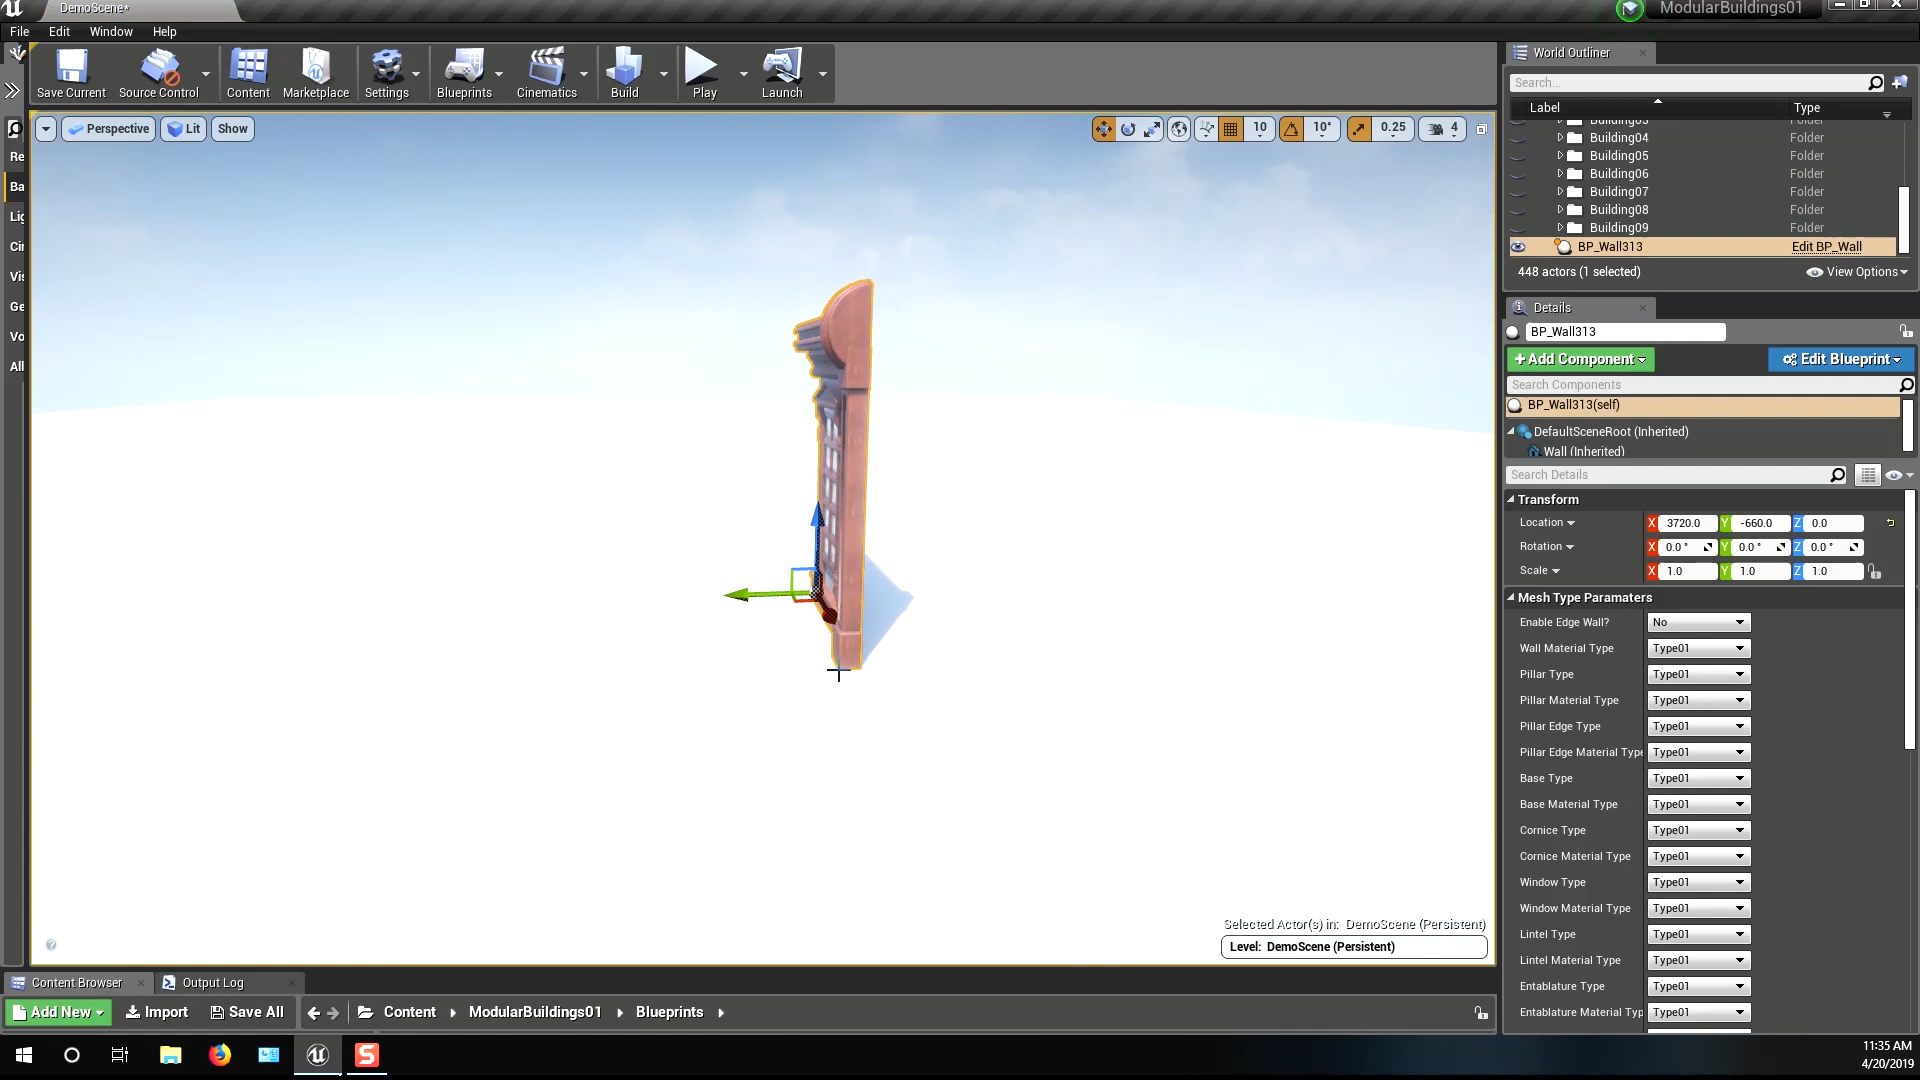 DemoScene*
ModularBuildings01
File Edit Window Help
Save Current Source Control Content Marketplace Settings Blueprints Cinematics Build Play Launch
Perspective Lit Show
10 10° 0.25 4
Re
Ba
Lig
Cin
Vis
Ge
Vo
All
World Outliner
Search...
Label Type
Building03 Folder
Building04 Folder
Building05 Folder
Building06 Folder
Building07 Folder
Building08 Folder
Building09 Folder
BP_Wall313 Edit BP_Wall
448 actors (1 selected) View Options
Details
BP_Wall313
+Add Component Edit Blueprint
Search Components
BP_Wall313(self)
DefaultSceneRoot (Inherited)
Wall (Inherited)
Search Details
Transform
Location X 3720.0 Y -660.0 Z 0.0
Rotation X 0.0 ° Y 0.0 ° Z 0.0 °
Scale X 1.0 Y 1.0 Z 1.0
Mesh Type Paramaters
Enable Edge Wall? No
Wall Material Type Type01
Pillar Type Type01
Pillar Material Type Type01
Pillar Edge Type Type01
Pillar Edge Material Type Type01
Base Type Type01
Base Material Type Type01
Cornice Type Type01
Cornice Material Type Type01
Window Type Type01
Window Material Type Type01
Lintel Type Type01
Lintel Material Type Type01
Entablature Type Type01
Entablature Material Typ Type01
Selected Actor(s) in: DemoScene (Persistent)
Level: DemoScene (Persistent)
Content Browser Output Log
Add New Import Save All Content ModularBuildings01 Blueprints
11:35 AM
4/20/2019